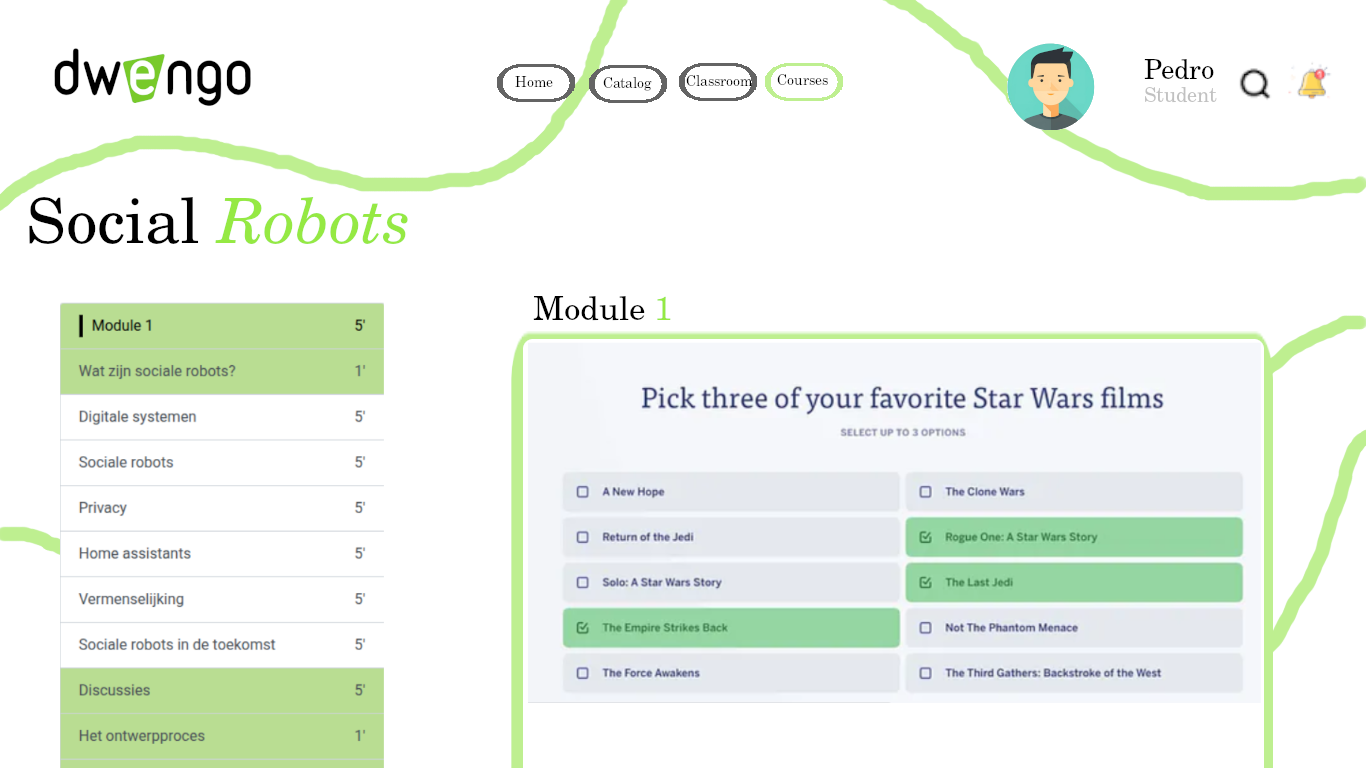 dwengo
Home
Catalog
Classroom
Courses
Pedro
Student
Social Robots
Module 1 5'
Wat zijn sociale robots? 1'
Digitale systemen 5'
Sociale robots 5'
Privacy 5'
Home assistants 5'
Vermenselijking 5'
Sociale robots in de toekomst 5'
Discussies 5'
Het ontwerpproces 1'
Module 1
Pick three of your favorite Star Wars films
SELECT UP TO 3 OPTIONS
A New Hope
The Clone Wars
Return of the Jedi
Rogue One: A Star Wars Story
Solo: A Star Wars Story
The Last Jedi
The Empire Strikes Back
Not The Phantom Menace
The Force Awakens
The Third Gathers: Backstroke of the West